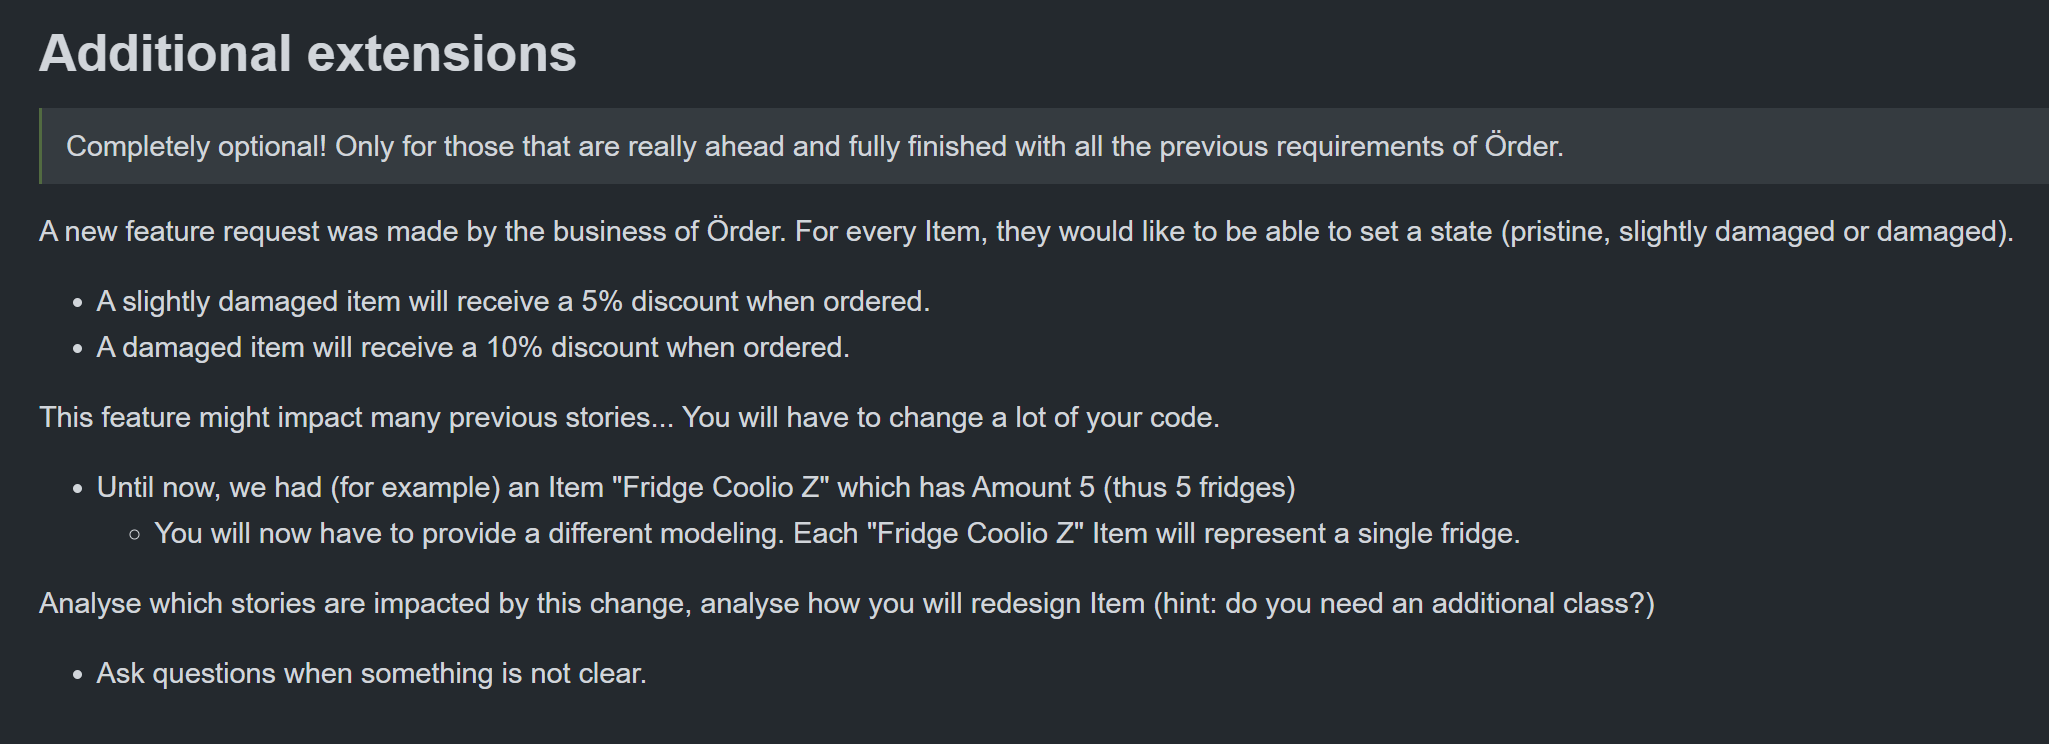 Additional extensions
Completely optional! Only for those that are really ahead and fully finished with all the previous requirements of Örder.
A new feature request was made by the business of Örder. For every Item, they would like to be able to set a state (pristine, slightly damaged or damaged).
• A slightly damaged item will receive a 5% discount when ordered.
• A damaged item will receive a 10% discount when ordered.
This feature might impact many previous stories... You will have to change a lot of your code.
• Until now, we had (for example) an Item "Fridge Coolio Z" which has Amount 5 (thus 5 fridges)
○ You will now have to provide a different modeling. Each "Fridge Coolio Z" Item will represent a single fridge.
Analyse which stories are impacted by this change, analyse how you will redesign Item (hint: do you need an additional class?)
• Ask questions when something is not clear.